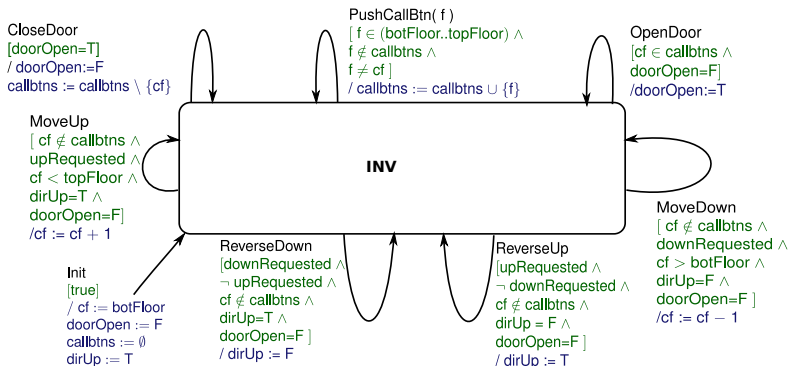 CloseDoor
[doorOpen=T]
/ doorOpen:=F
callbtns := callbtns \ {cf}
PushCallBtn( f )
[ f ∈ (botFloor..topFloor) ∧
f ∉ callbtns ∧
f ≠ cf ]
/ callbtns := callbtns ∪ {f}
OpenDoor
[cf ∈ callbtns ∧
doorOpen=F]
/doorOpen:=T
MoveUp
[ cf ∉ callbtns ∧
upRequested ∧
cf < topFloor ∧
dirUp=T ∧
doorOpen=F]
/cf := cf + 1
INV
MoveDown
[ cf ∉ callbtns ∧
downRequested ∧
cf > botFloor ∧
dirUp=F ∧
doorOpen=F ]
/cf := cf − 1
Init
[true]
/ cf := botFloor
doorOpen := F
callbtns := ∅
dirUp := T
ReverseDown
[downRequested ∧
¬ upRequested ∧
cf ∉ callbtns ∧
dirUp=T ∧
doorOpen=F ]
/ dirUp := F
ReverseUp
[upRequested ∧
¬ downRequested ∧
cf ∉ callbtns ∧
dirUp = F ∧
doorOpen=F ]
/ dirUp := T